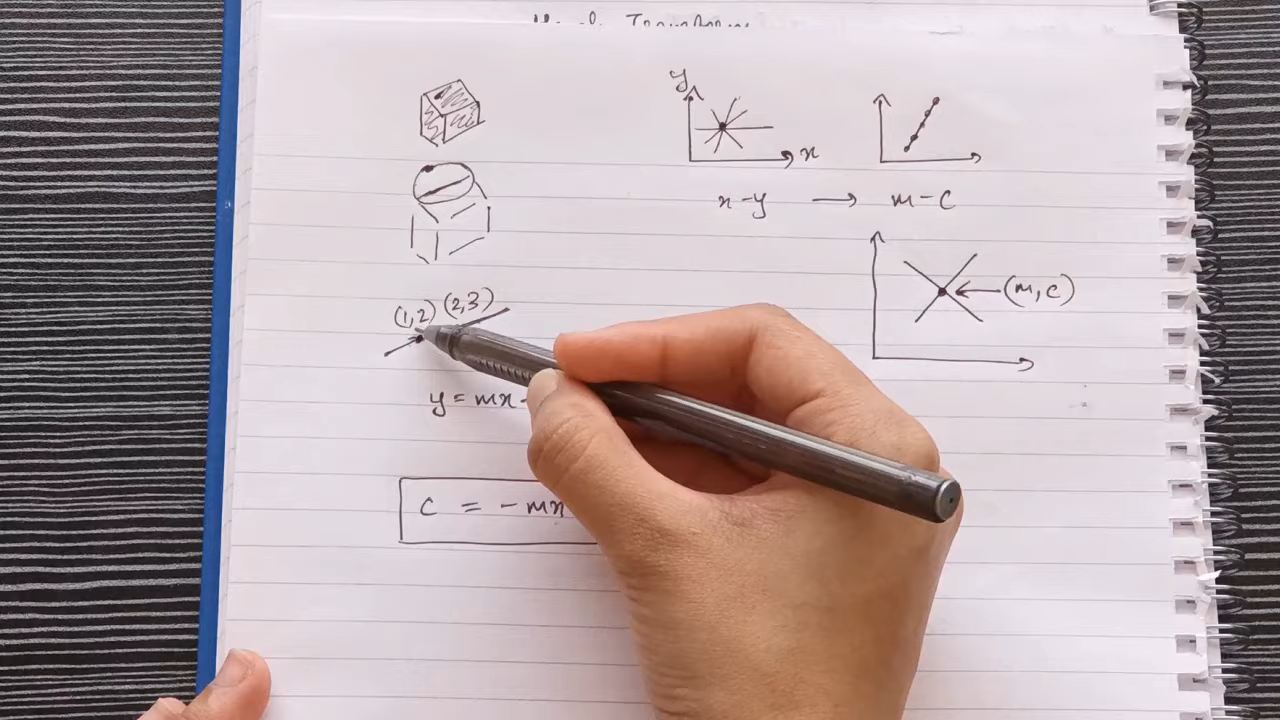 y
x
x-y → m-c
(m,c)
(1,2) (2,3)
y = mx
c = -mx